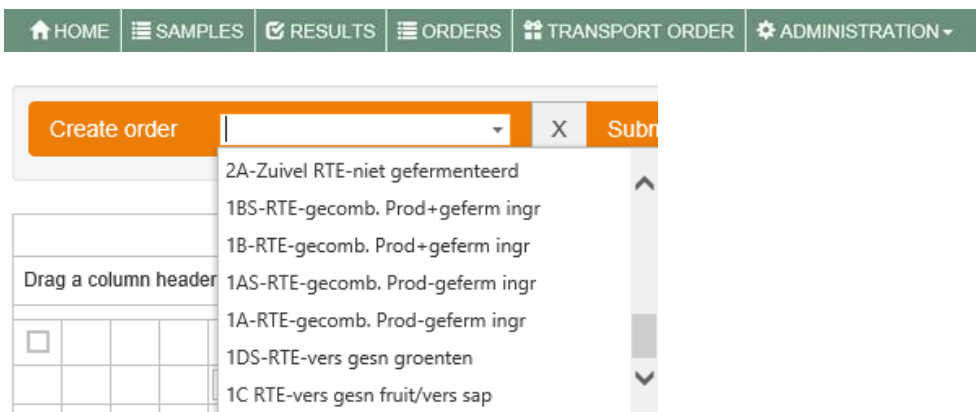 HOME SAMPLES RESULTS ORDERS TRANSPORT ORDER ADMINISTRATION
Create order X Subm
2A-Zuivel RTE-niet gefermenteerd
1BS-RTE-gecomb. Prod+geferm ingr
1B-RTE-gecomb. Prod+geferm ingr
Drag a column header
1AS-RTE-gecomb. Prod-geferm ingr
1A-RTE-gecomb. Prod-geferm ingr
1DS-RTE-vers gesn groenten
1C RTE-vers gesn fruit/vers sap